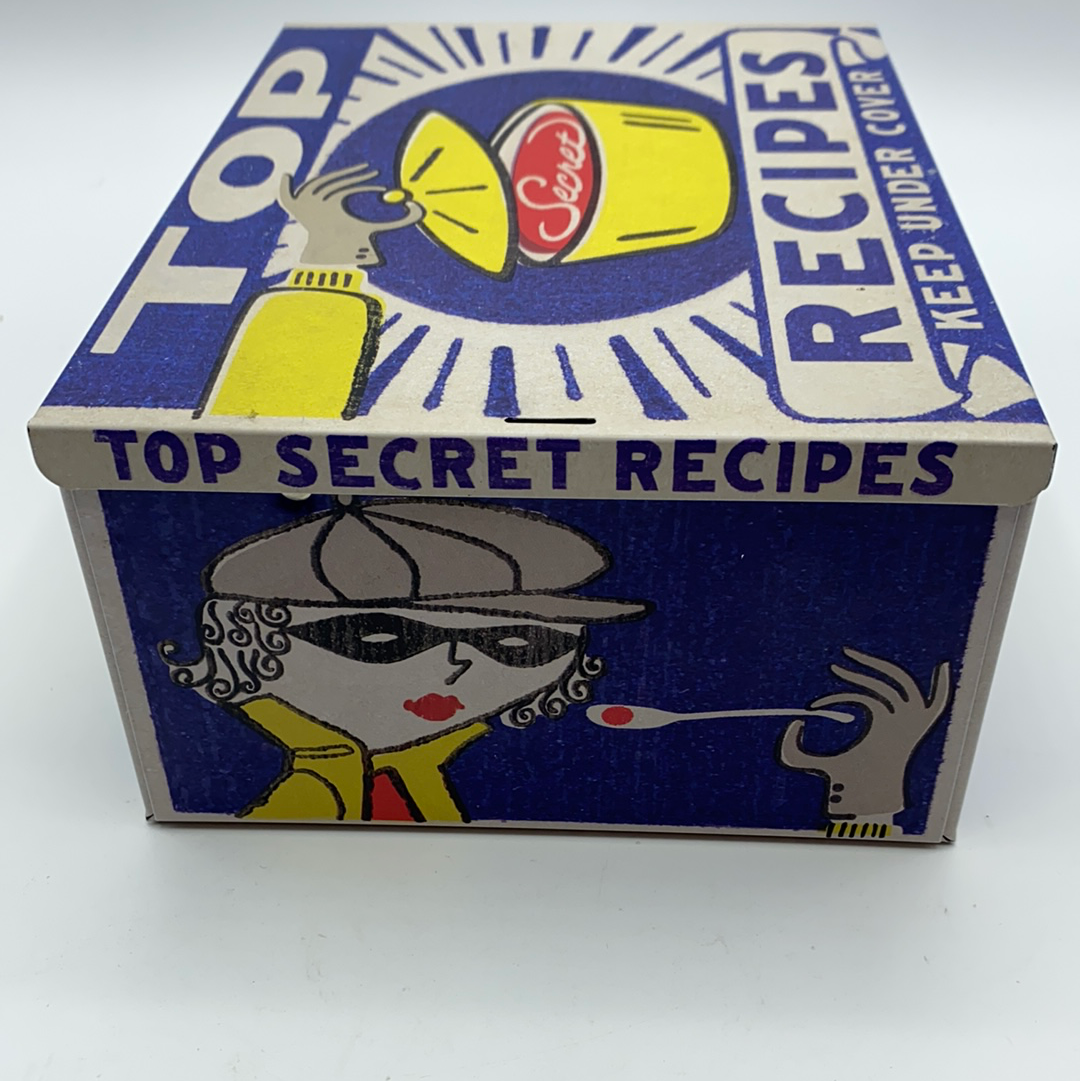 TOP
Secret
RECIPES
KEEP UNDER COVER
TOP SECRET RECIPES